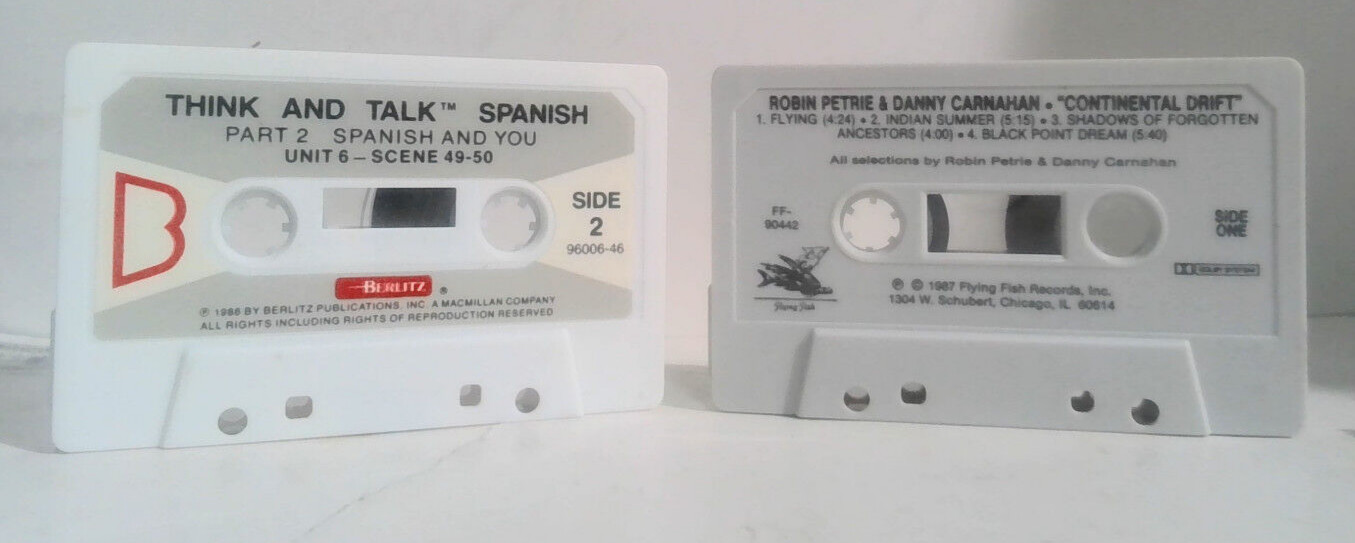 THINK AND TALK™ SPANISH
PART 2 SPANISH AND YOU
UNIT 6 – SCENE 49-50
B
SIDE
2
96006-46
BERLITZ ®
℗ 1986 BY BERLITZ PUBLICATIONS, INC. A MACMILLAN COMPANY
ALL RIGHTS INCLUDING RIGHTS OF REPRODUCTION RESERVED
ROBIN PETRIE & DANNY CARNAHAN • "CONTINENTAL DRIFT"
1. FLYING (4:24) • 2. INDIAN SUMMER (5:15) • 3. SHADOWS OF FORGOTTEN
ANCESTORS (4:00) • 4. BLACK POINT DREAM (5:40)
All selections by Robin Petrie & Danny Carnahan
FF-
90442
SIDE
ONE
Flying Fish
DOLBY SYSTEM
℗ © 1987 Flying Fish Records, Inc.
1304 W. Schubert, Chicago, IL 60614